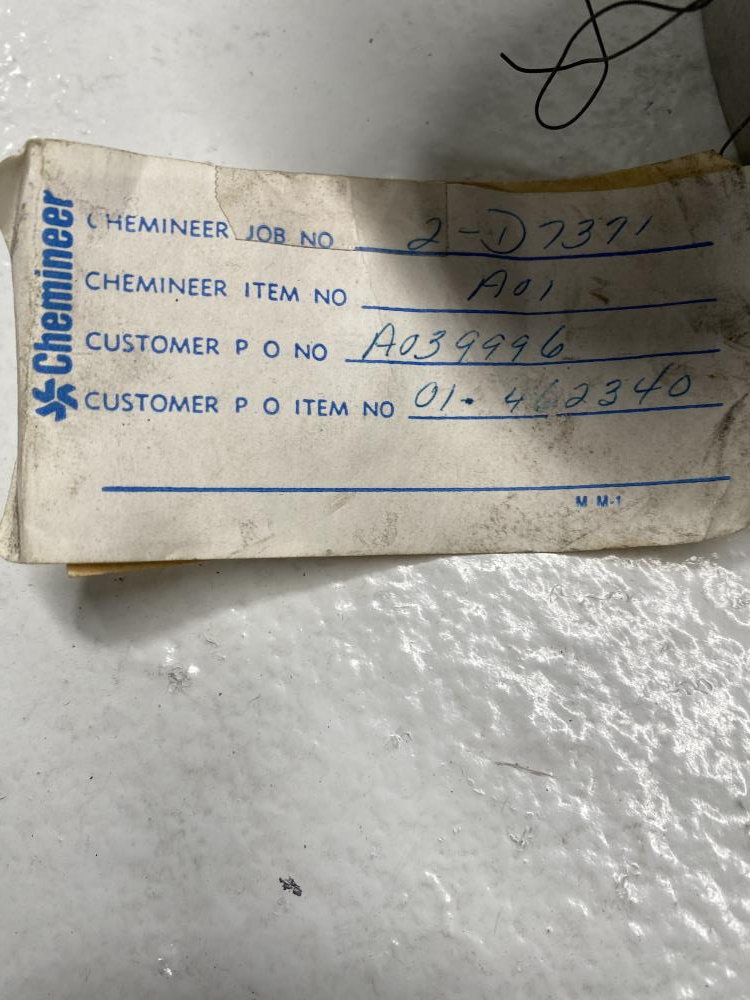 Chemineer
CHEMINEER JOB NO 2-D7371
CHEMINEER ITEM NO A01
CUSTOMER P O NO A039996
CUSTOMER P O ITEM NO 01-462340
M M-1